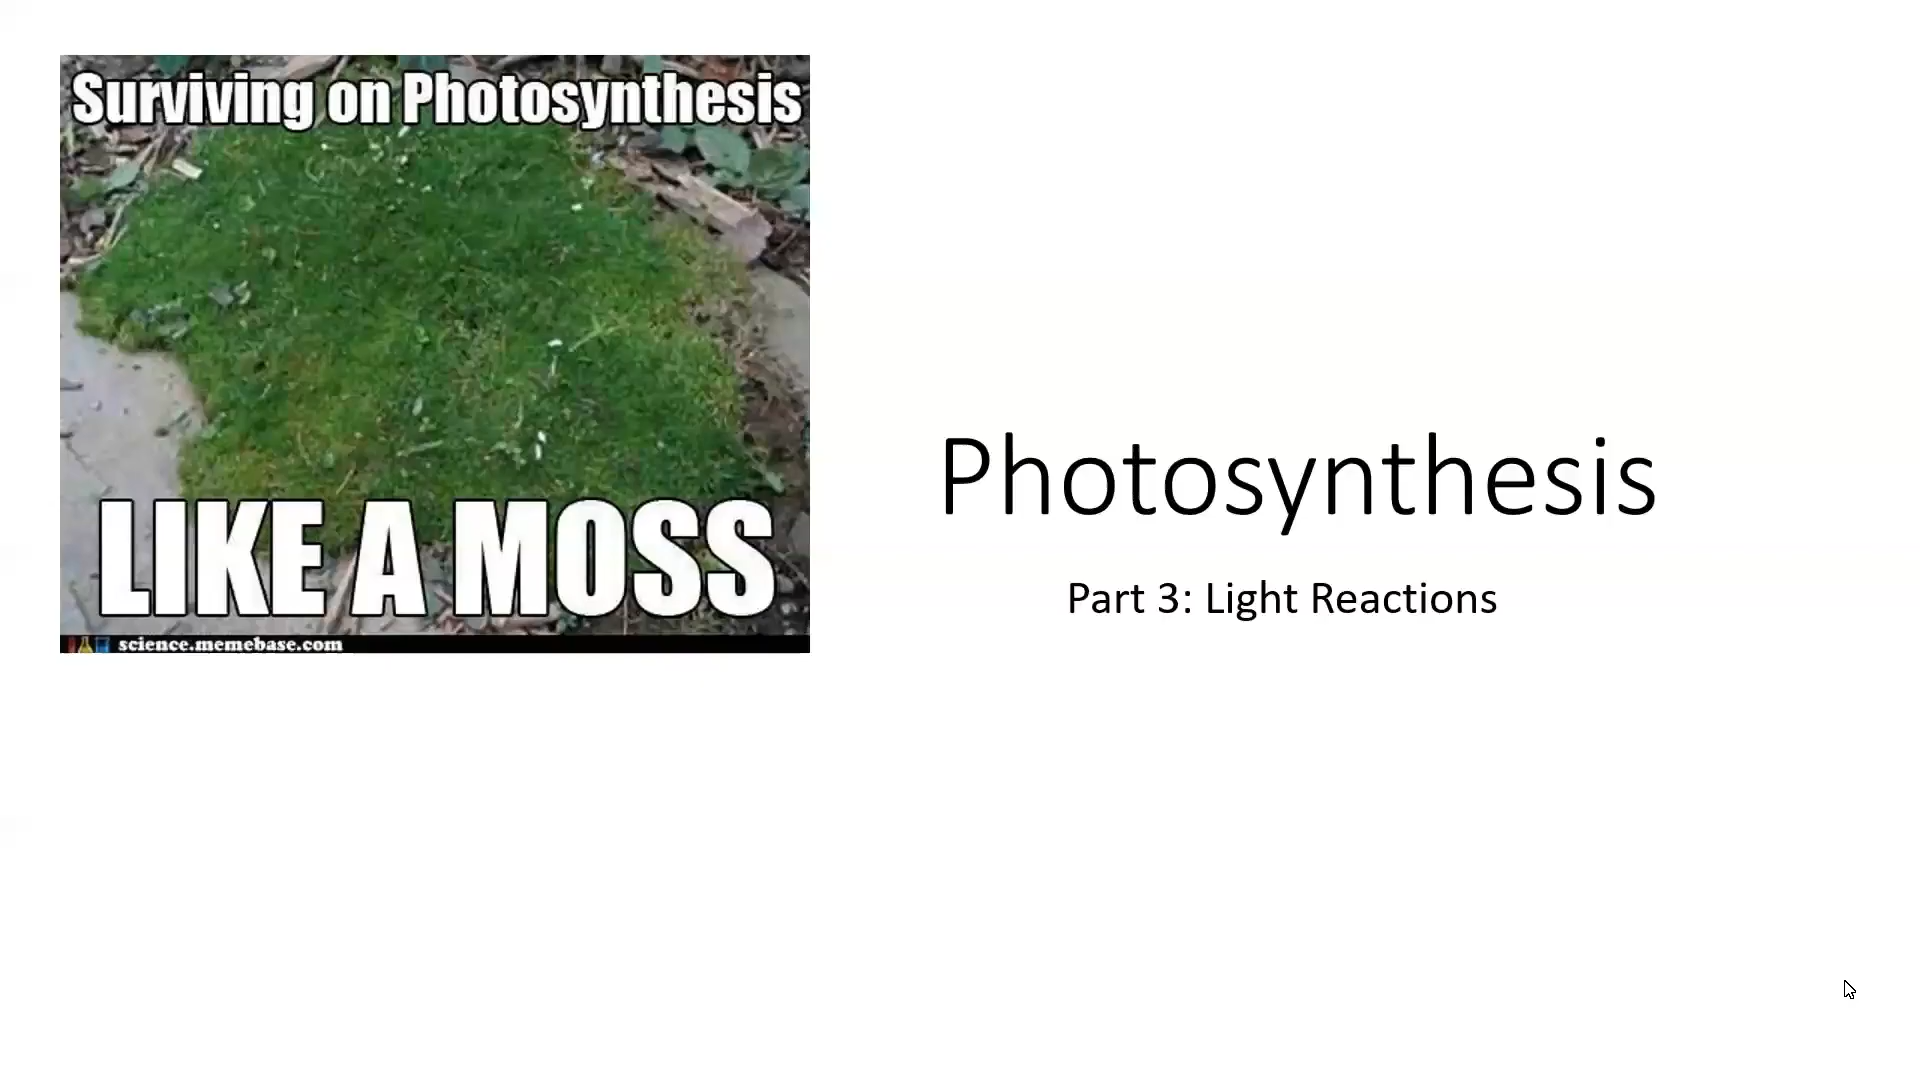 Surviving on Photosynthesis
LIKE A MOSS
science.memebase.com
Photosynthesis
Part 3: Light Reactions